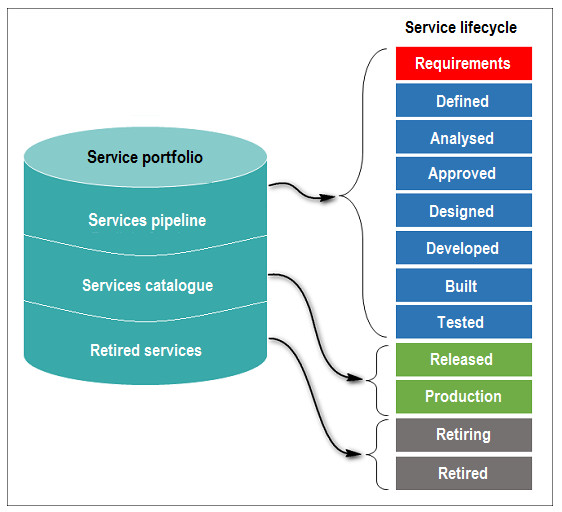 Service lifecycle
Requirements
Defined
Analysed
Approved
Designed
Developed
Built
Tested
Released
Production
Retiring
Retired
Service portfolio
Services pipeline
Services catalogue
Retired services